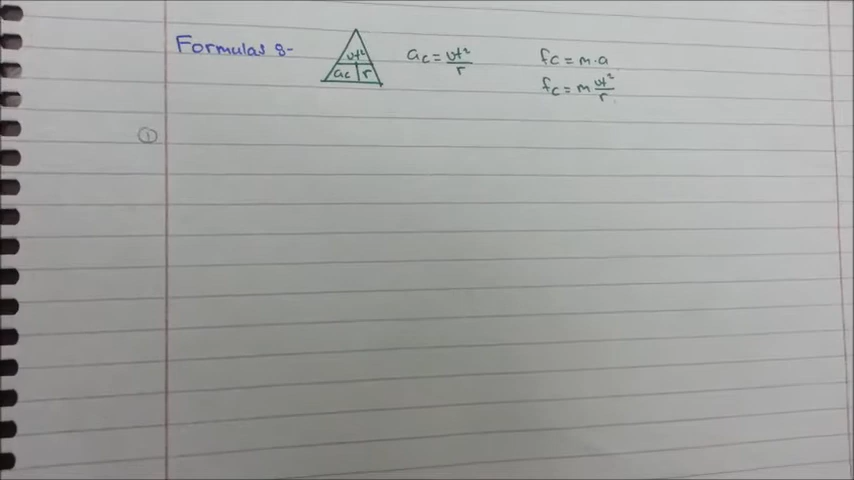 Formulas :-
vt²
ac | r
ac = vt²/r
fc = m·a
fc = m vt²/r
①